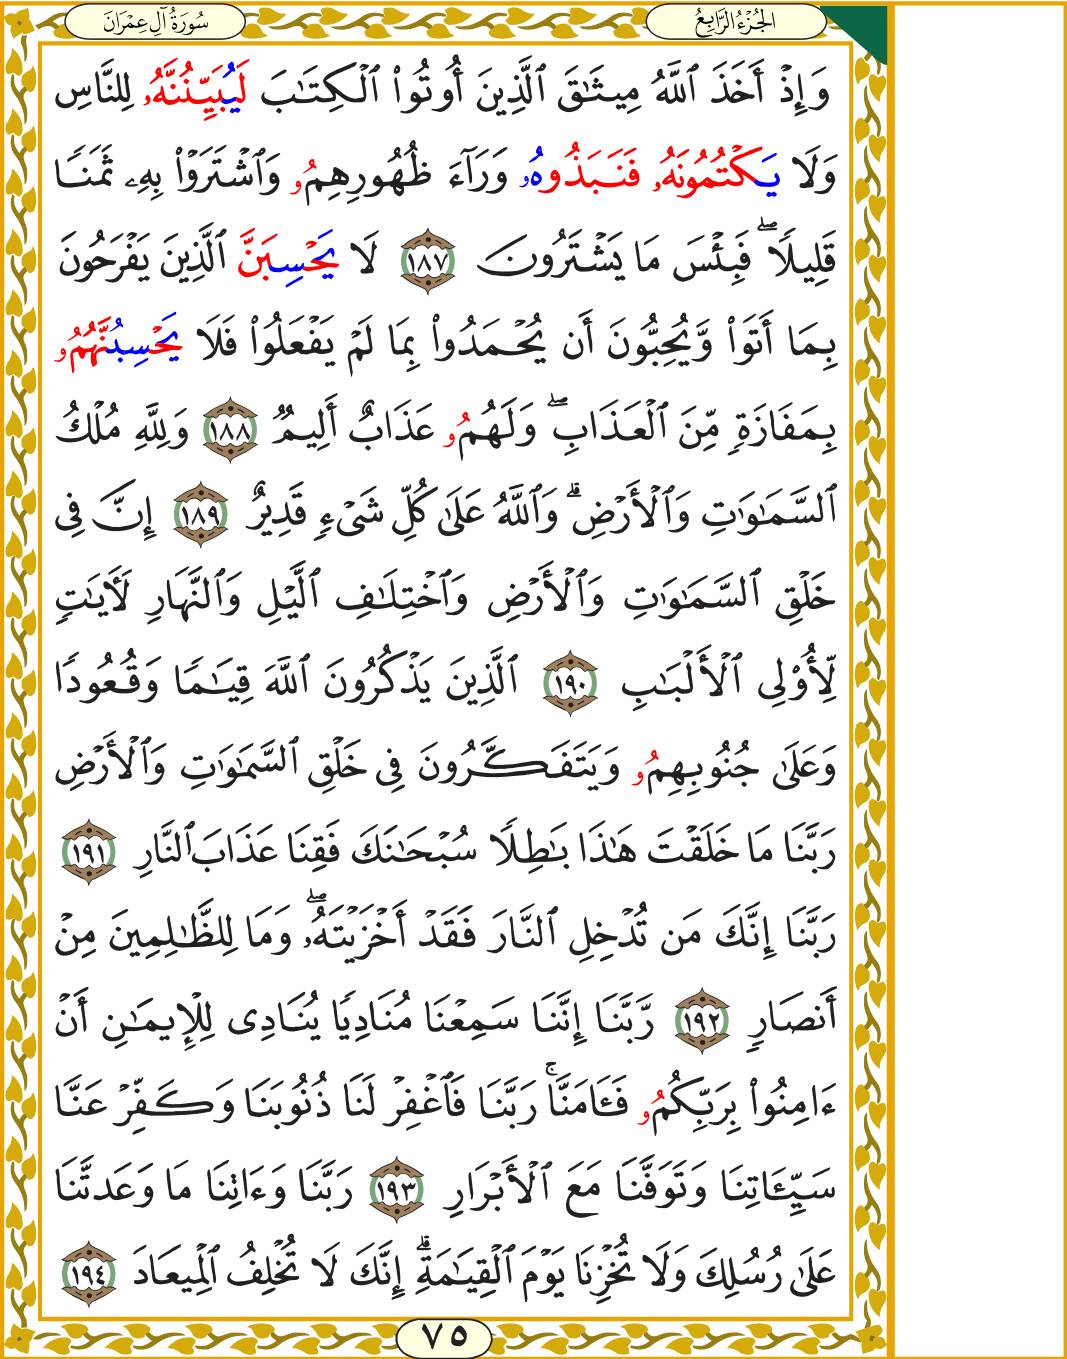 الجُزْءُ الرَّابِعُ
سُورَةُ آلِ عِمْرَانَ
وَإِذْ أَخَذَ ٱللَّهُ مِيثَٰقَ ٱلَّذِينَ أُوتُوا۟ ٱلْكِتَٰبَ لَيُبَيِّنُنَّهُۥ لِلنَّاسِ
وَلَا يَكْتُمُونَهُۥ فَنَبَذُوهُۥ وَرَآءَ ظُهُورِهِمُۥ وَٱشْتَرَوْا۟ بِهِۦ ثَمَنًا
قَلِيلًا ۖ فَبِئْسَ مَا يَشْتَرُونَ ١٨٧ لَا يَحْسِبَنَّ ٱلَّذِينَ يَفْرَحُونَ
بِمَا أَتَوا۟ وَّيُحِبُّونَ أَن يُحْمَدُوا۟ بِمَا لَمْ يَفْعَلُوا۟ فَلَا يَحْسِبُنَّهُمُۥ
بِمَفَازَةٍ مِّنَ ٱلْعَذَابِ ۖ وَلَهُمُۥ عَذَابٌ أَلِيمٌ ١٨٨ وَلِلَّهِ مُلْكُ
ٱلسَّمَٰوَٰتِ وَٱلْأَرْضِ ۗ وَٱللَّهُ عَلَىٰ كُلِّ شَىْءٍ قَدِيرٌ ١٨٩ إِنَّ فِى
خَلْقِ ٱلسَّمَٰوَٰتِ وَٱلْأَرْضِ وَٱخْتِلَٰفِ ٱلَّيْلِ وَٱلنَّهَارِ لَأٓيَٰتٍ
لِّأُو۟لِى ٱلْأَلْبَٰبِ ١٩٠ ٱلَّذِينَ يَذْكُرُونَ ٱللَّهَ قِيَٰمًا وَقُعُودًا
وَعَلَىٰ جُنُوبِهِمُۥ وَيَتَفَكَّرُونَ فِى خَلْقِ ٱلسَّمَٰوَٰتِ وَٱلْأَرْضِ
رَبَّنَا مَا خَلَقْتَ هَٰذَا بَٰطِلًا سُبْحَٰنَكَ فَقِنَا عَذَابَ ٱلنَّارِ ١٩١
رَبَّنَا إِنَّكَ مَن تُدْخِلِ ٱلنَّارَ فَقَدْ أَخْزَيْتَهُۥ ۖ وَمَا لِلظَّٰلِمِينَ مِنْ
أَنصَارٍ ١٩٢ رَّبَّنَا إِنَّنَا سَمِعْنَا مُنَادِيًا يُنَادِى لِلْإِيمَٰنِ أَنْ
ءَامِنُوا۟ بِرَبِّكُمُۥ فَـَٔامَنَّا ۚ رَبَّنَا فَٱغْفِرْ لَنَا ذُنُوبَنَا وَكَفِّرْ عَنَّا
سَيِّـَٔاتِنَا وَتَوَفَّنَا مَعَ ٱلْأَبْرَارِ ١٩٣ رَبَّنَا وَءَاتِنَا مَا وَعَدتَّنَا
عَلَىٰ رُسُلِكَ وَلَا تُخْزِنَا يَوْمَ ٱلْقِيَٰمَةِ ۗ إِنَّكَ لَا تُخْلِفُ ٱلْمِيعَادَ ١٩٤
٧٥